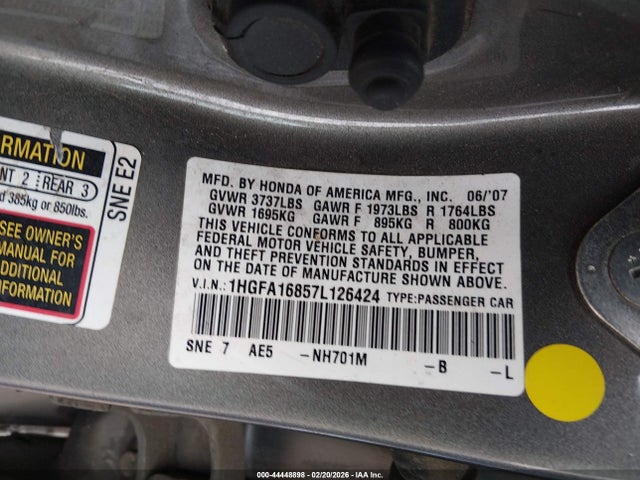 ORMATION
NT 2 REAR 3
d 385kg or 850lbs.
SNE E2
SEE OWNER'S
MANUAL FOR
ADDITIONAL
INFORMATION
MFD. BY HONDA OF AMERICA MFG., INC. 06/'07
GVWR 3737LBS GAWR F 1973LBS R 1764LBS
GVWR 1695KG GAWR F 895KG R 800KG
THIS VEHICLE CONFORMS TO ALL APPLICABLE
FEDERAL MOTOR VEHICLE SAFETY, BUMPER,
AND THEFT PREVENTION STANDARDS IN EFFECT
ON THE DATE OF MANUFACTURE SHOWN ABOVE.
V.I.N.: 1HGFA16857L126424 TYPE:PASSENGER CAR
SNE 7 AE5 -NH701M -B -L
000-44448898 - 02/20/2026 - IAA Inc.